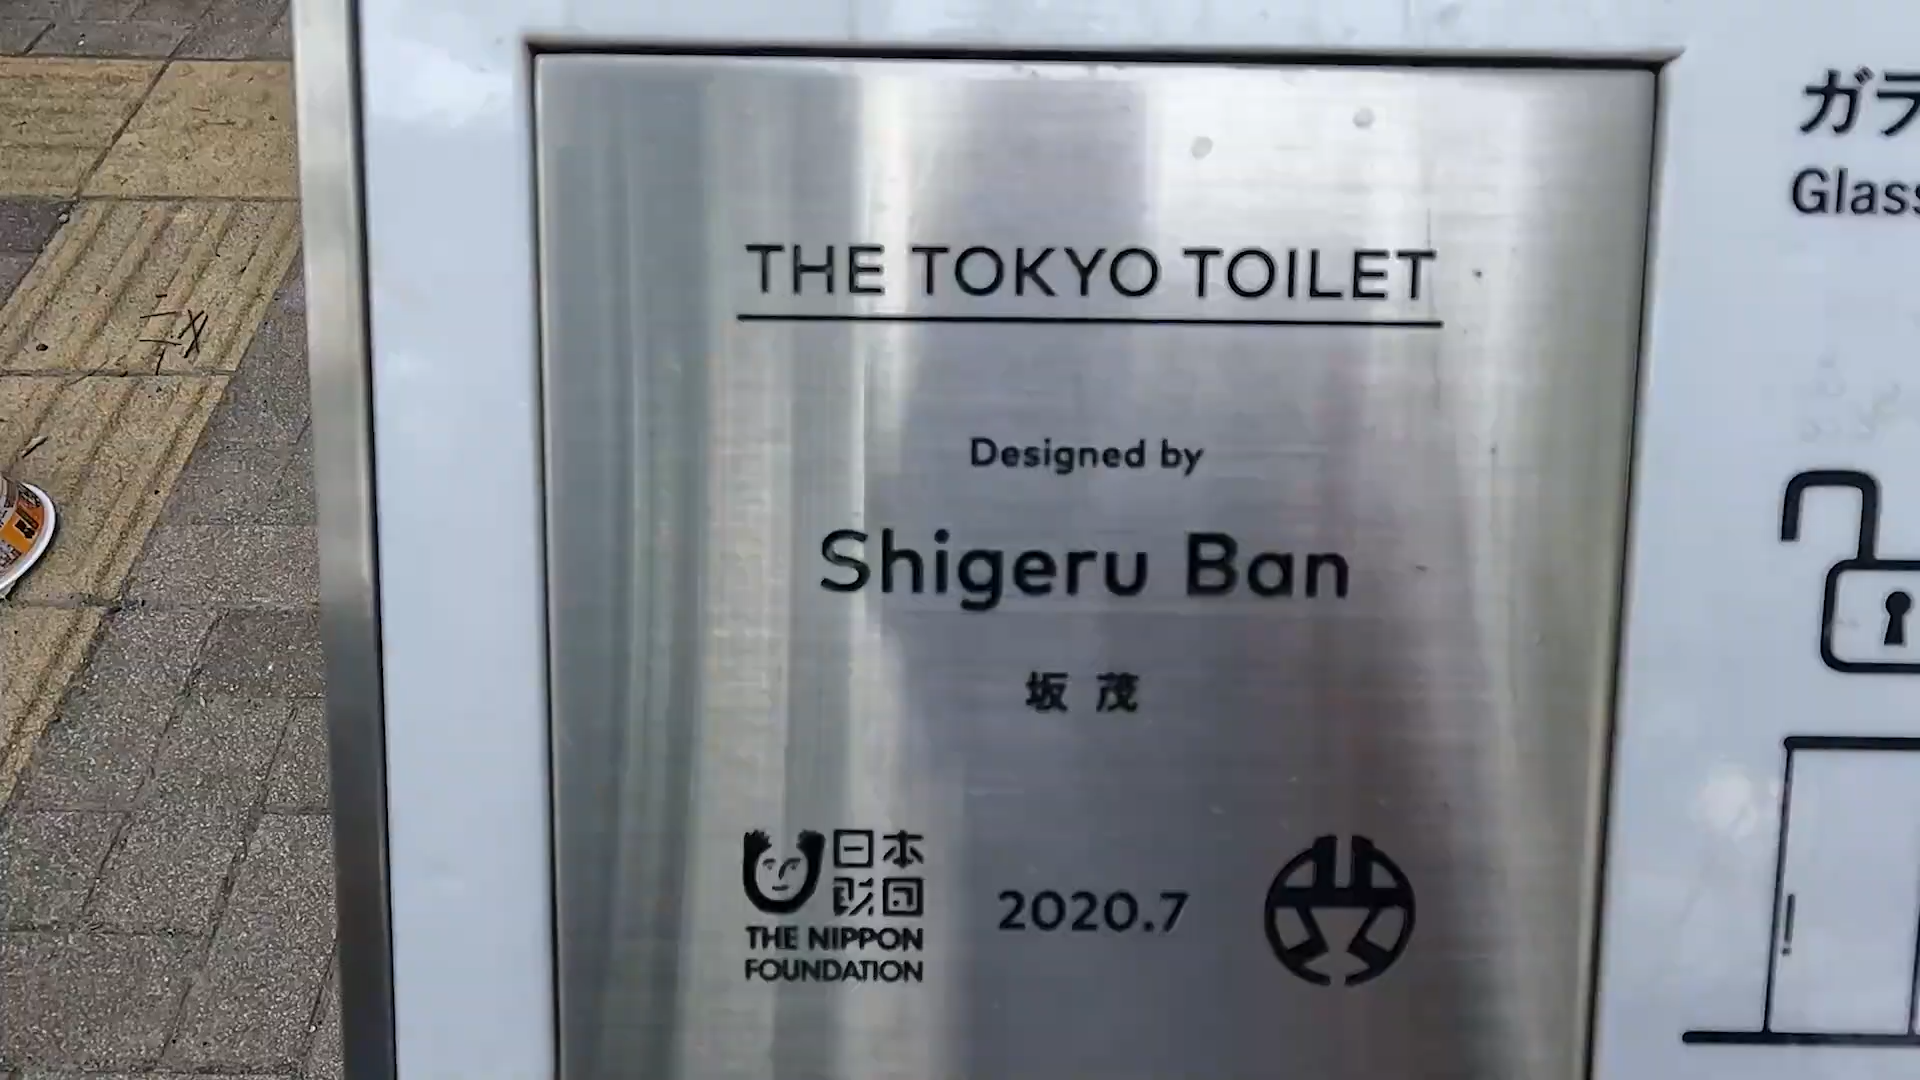 THE TOKYO TOILET
Designed by
Shigeru Ban
坂 茂
日本
財団
THE NIPPON
FOUNDATION
2020.7
ガラ
Glass